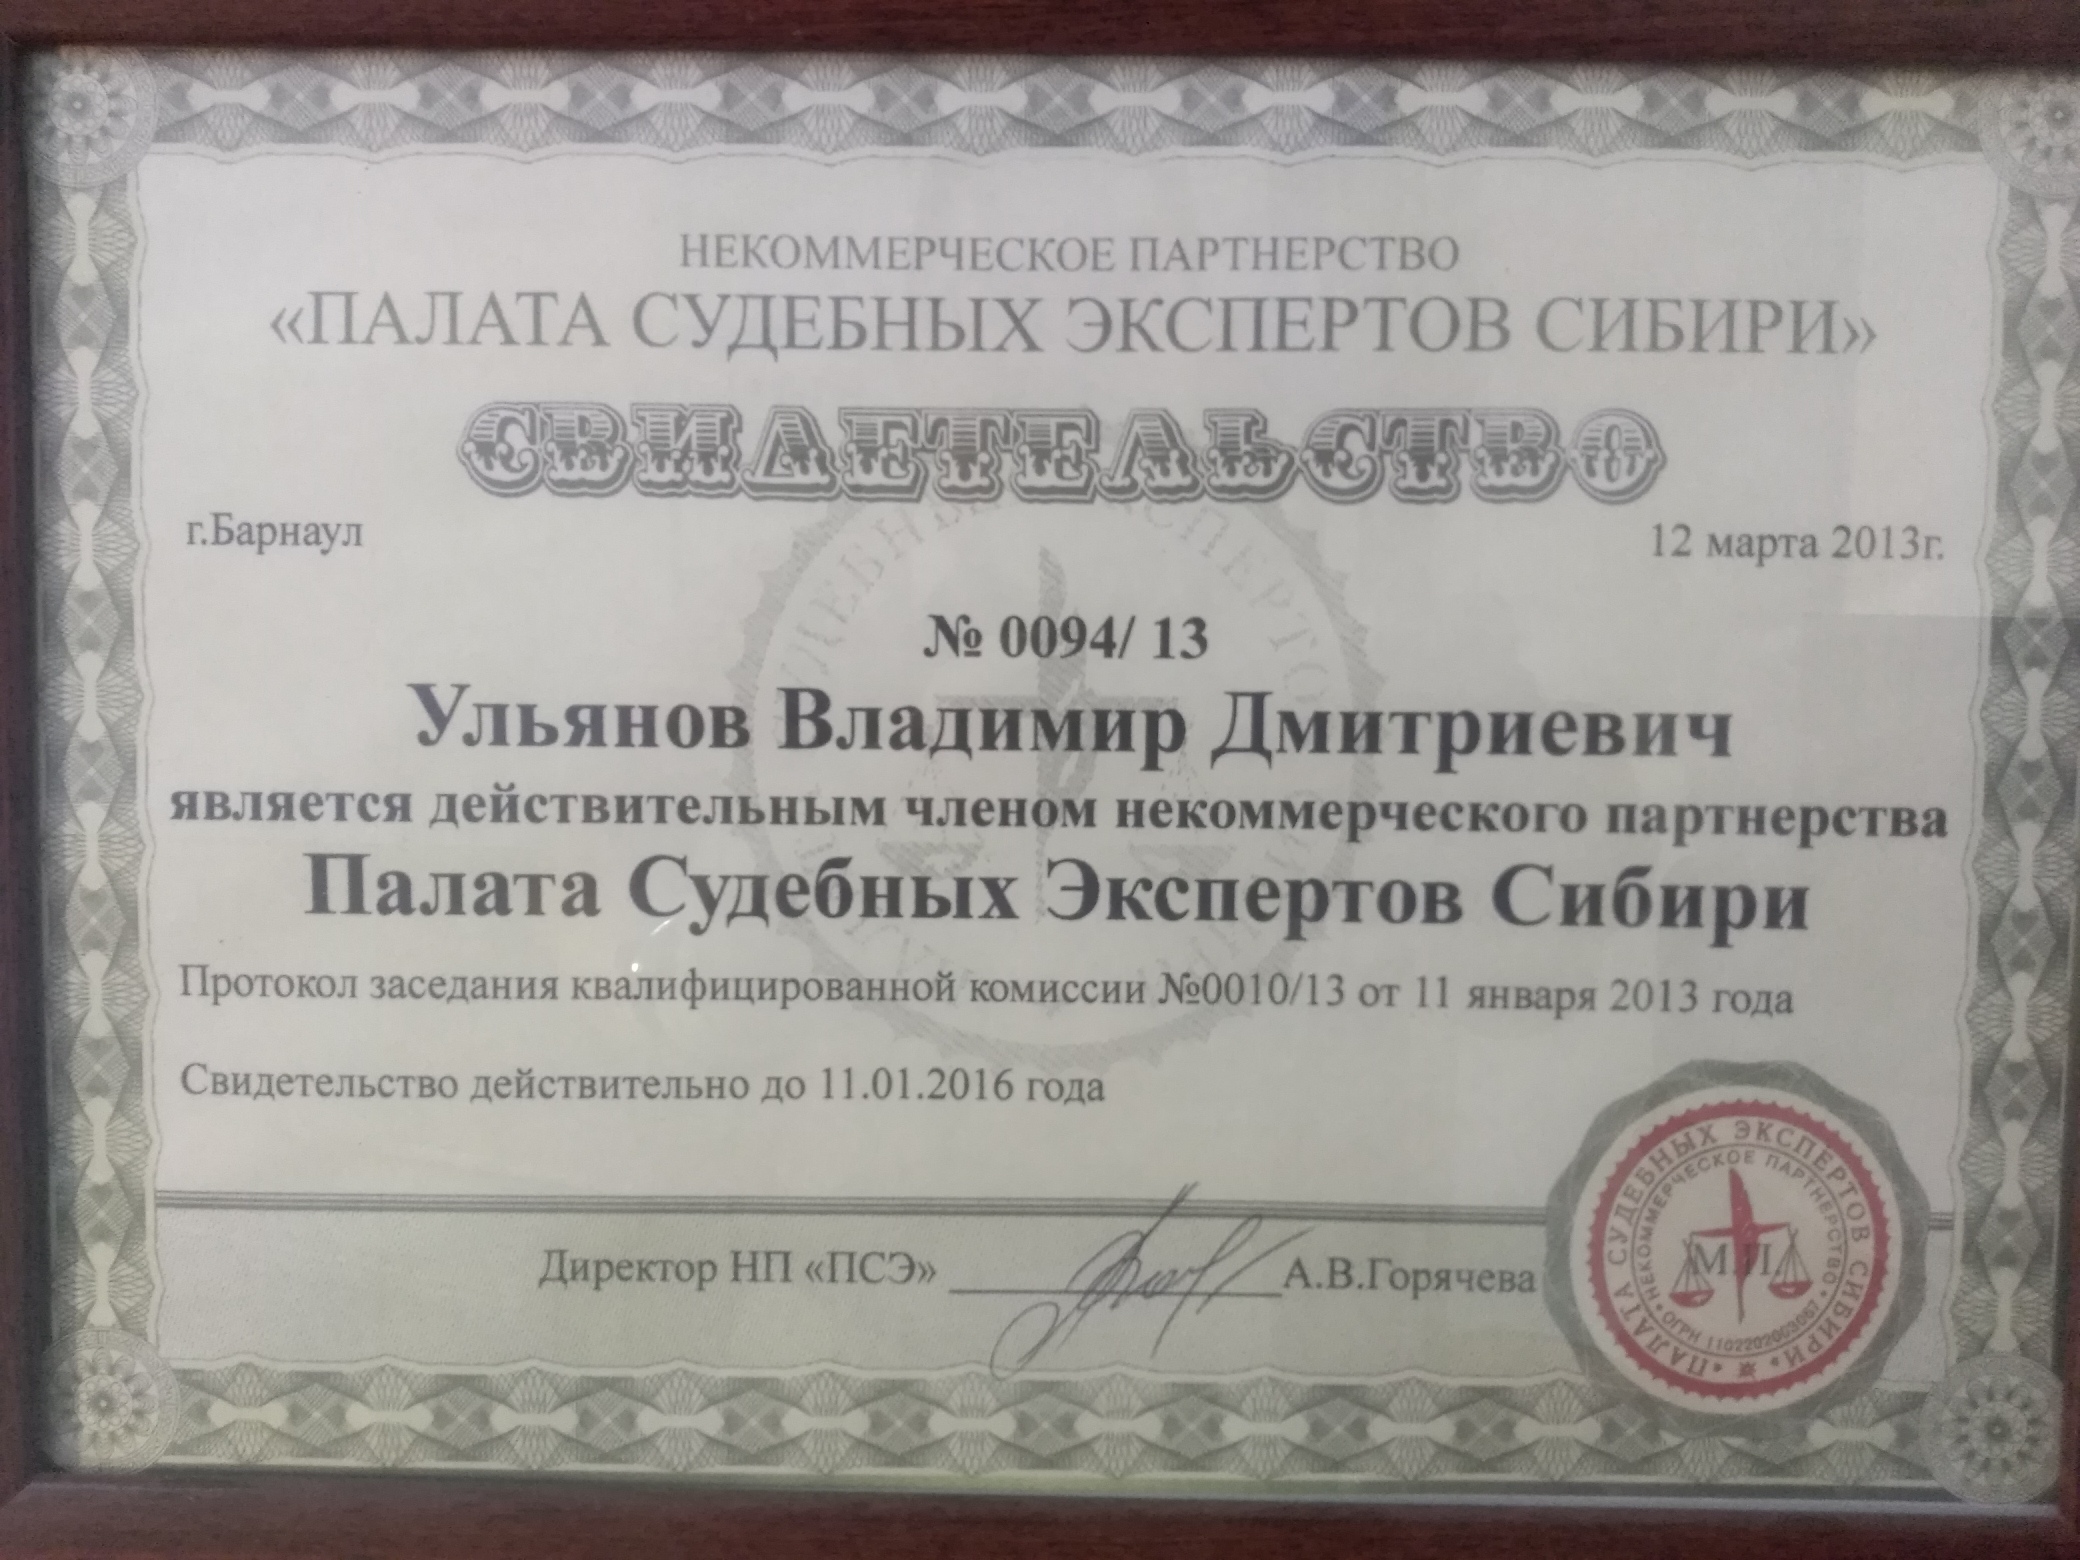 НЕКОММЕРЧЕСКОЕ ПАРТНЕРСТВО
«ПАЛАТА СУДЕБНЫХ ЭКСПЕРТОВ СИБИРИ»
СВИДЕТЕЛЬСТВО
г.Барнаул
12 марта 2013г.
№ 0094/ 13
Ульянов Владимир Дмитриевич
является действительным членом некоммерческого партнерства
Палата Судебных Экспертов Сибири
Протокол заседания квалифицированной комиссии №0010/13 от 11 января 2013 года
Свидетельство действительно до 11.01.2016 года
Директор НП «ПСЭ» А.В.Горячева
ПАЛАТА СУДЕБНЫХ ЭКСПЕРТОВ СИБИРИ
НЕКОММЕРЧЕСКОЕ ПАРТНЕРСТВО
ОГРН 1102202003067
М.П.